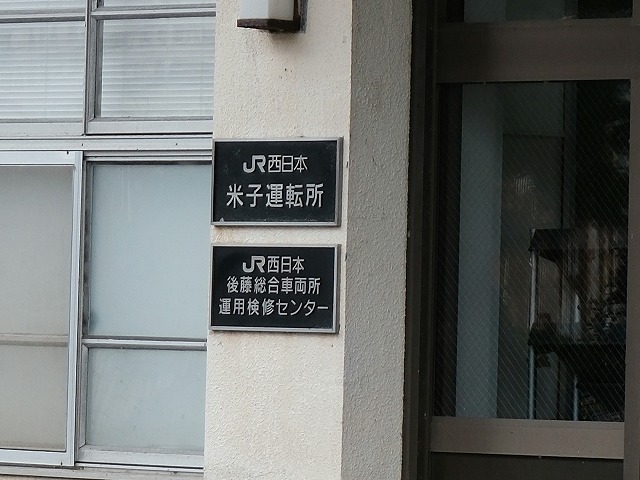 JR西日本
米子運転所
JR西日本
後藤総合車両所
運用検修センター